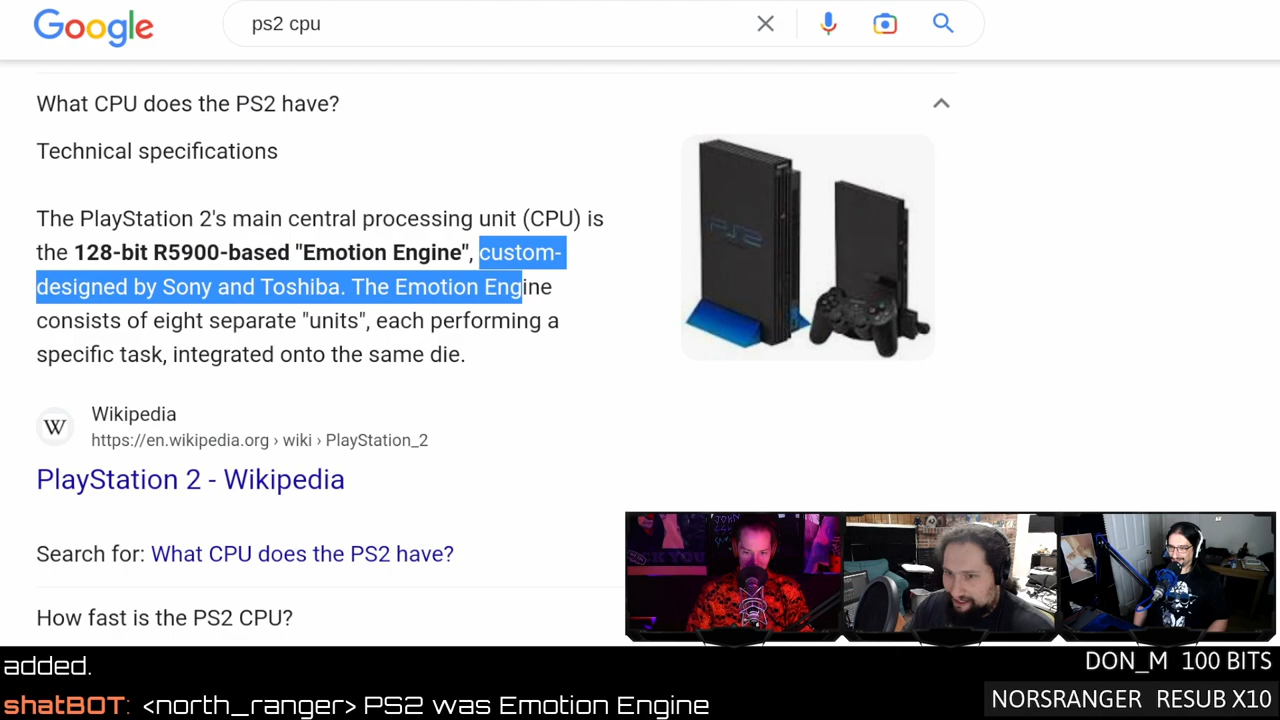 Google
ps2 cpu
What CPU does the PS2 have?
Technical specifications
The PlayStation 2's main central processing unit (CPU) is
the 128-bit R5900-based "Emotion Engine", custom-
designed by Sony and Toshiba. The Emotion Engine
consists of eight separate "units", each performing a
specific task, integrated onto the same die.
PS2
W
Wikipedia
https://en.wikipedia.org › wiki › PlayStation_2
PlayStation 2 - Wikipedia
Search for: What CPU does the PS2 have?
How fast is the PS2 CPU?
added.
shatBOT: <north_ranger> PS2 was Emotion Engine
DON_M 100 BITS
NORSRANGER RESUB X10